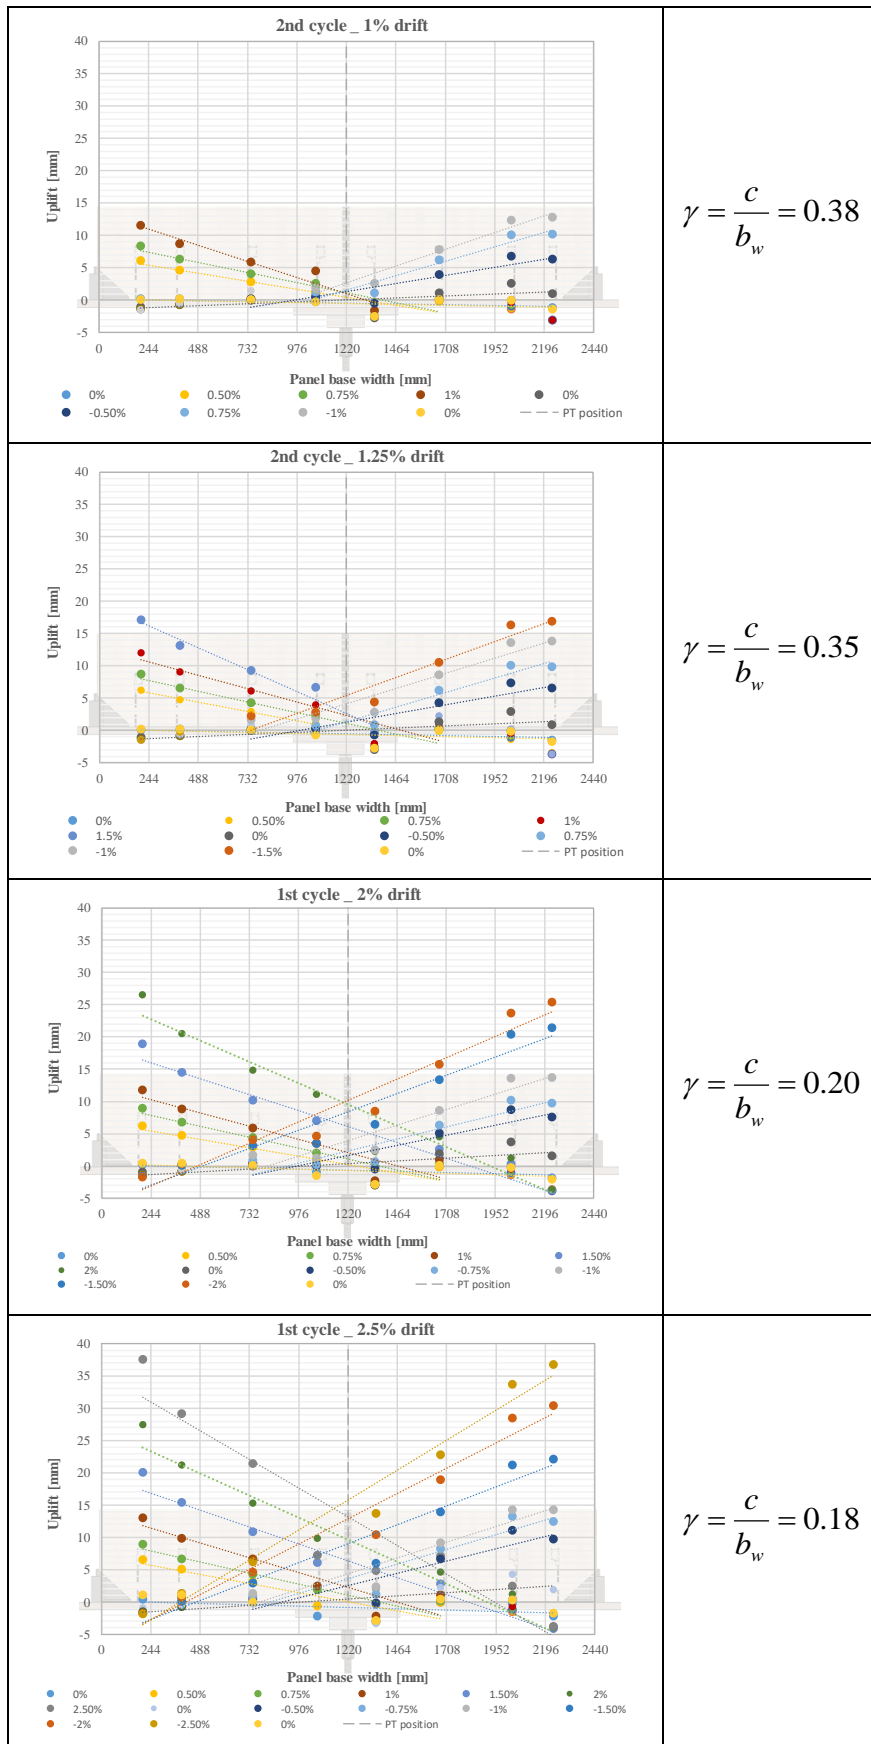 2nd cycle _ 1% drift
40
35
30
25
20
15
10
5
0
-5
Uplift [mm]
0 244 488 732 976 1220 1464 1708 1952 2196 2440
Panel base width [mm]
0% 0.50% 0.75% 1% 0%
-0.50% 0.75% -1% 0% PT position
γ = c / b_w = 0.38
2nd cycle _ 1.25% drift
40
35
30
25
20
15
10
5
0
-5
Uplift [mm]
0 244 488 732 976 1220 1464 1708 1952 2196 2440
Panel base width [mm]
0% 0.50% 0.75% 1%
1.5% 0% -0.50% 0.75%
-1% -1.5% 0% PT position
γ = c / b_w = 0.35
1st cycle _ 2% drift
40
35
30
25
20
15
10
5
0
-5
Uplift [mm]
0 244 488 732 976 1220 1464 1708 1952 2196 2440
Panel base width [mm]
0% 0.50% 0.75% 1% 1.50%
2% 0% -0.50% -0.75% -1%
-1.50% -2% 0% PT position
γ = c / b_w = 0.20
1st cycle _ 2.5% drift
40
35
30
25
20
15
10
5
0
-5
Uplift [mm]
0 244 488 732 976 1220 1464 1708 1952 2196 2440
Panel base width [mm]
0% 0.50% 0.75% 1% 1.50% 2%
2.50% 0% -0.50% -0.75% -1% -1.50%
-2% -2.50% 0% PT position
γ = c / b_w = 0.18